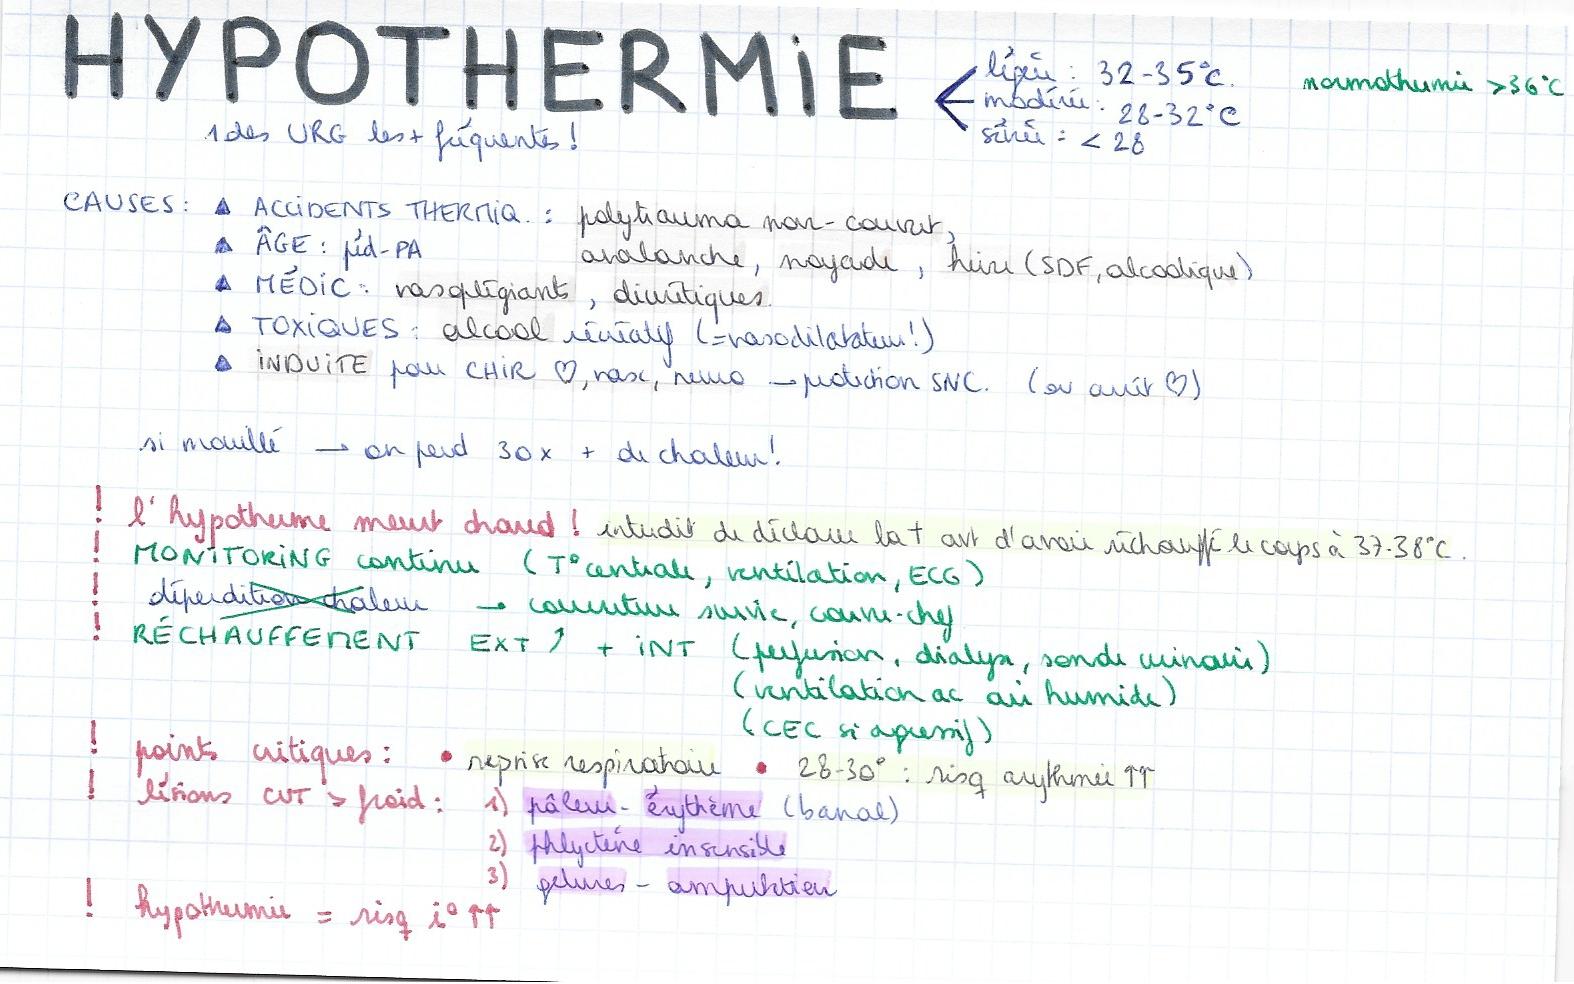 HYPOTHERMiE
légère : 32-35°C.
modérée : 28-32°C
sévère : < 28
normothermie >36°C
1 des URG les + fréquentes !
CAUSES : ▲ ACCiDENTS THERMiQ. : polytrauma non-couvert,
avalanche, noyade, hiver (SDF, alcoolique)
▲ ÂGE : péd-PA
▲ MÉDiC : vasoplégiants, diurétiques.
▲ TOXiQUES : alcool récréatif (=vasodilatateur!)
▲ iNDUiTE pour CHiR ♡, vasc, neuro → protection SNC. (ou arrêt ♡)
si mouillé → on perd 30x + de chaleur!
! l'hypotherme meurt chaud ! interdit de déclarer la † avt d'avoir réchauffé le corps à 37-38°C.
! MONiTORiNG continu (T° centrale, ventilation, ECG)
! déperdition chaleur → couverture survie, couvre-chef
! RÉCHAUFFEMENT EXT ↑ + iNT (perfusion, dialyse, sonde urinaire)
(ventilation ac air humide)
(CEC si agressif)
! points critiques : • reprise respiratoire • 28-30° : risq arythmie ↑↑
! lésions CUT > froid : 1) pâleur - érythème (banal)
2) phlyctène insensible
3) gelures - amputation
! hypothermie = risq i° ↑↑